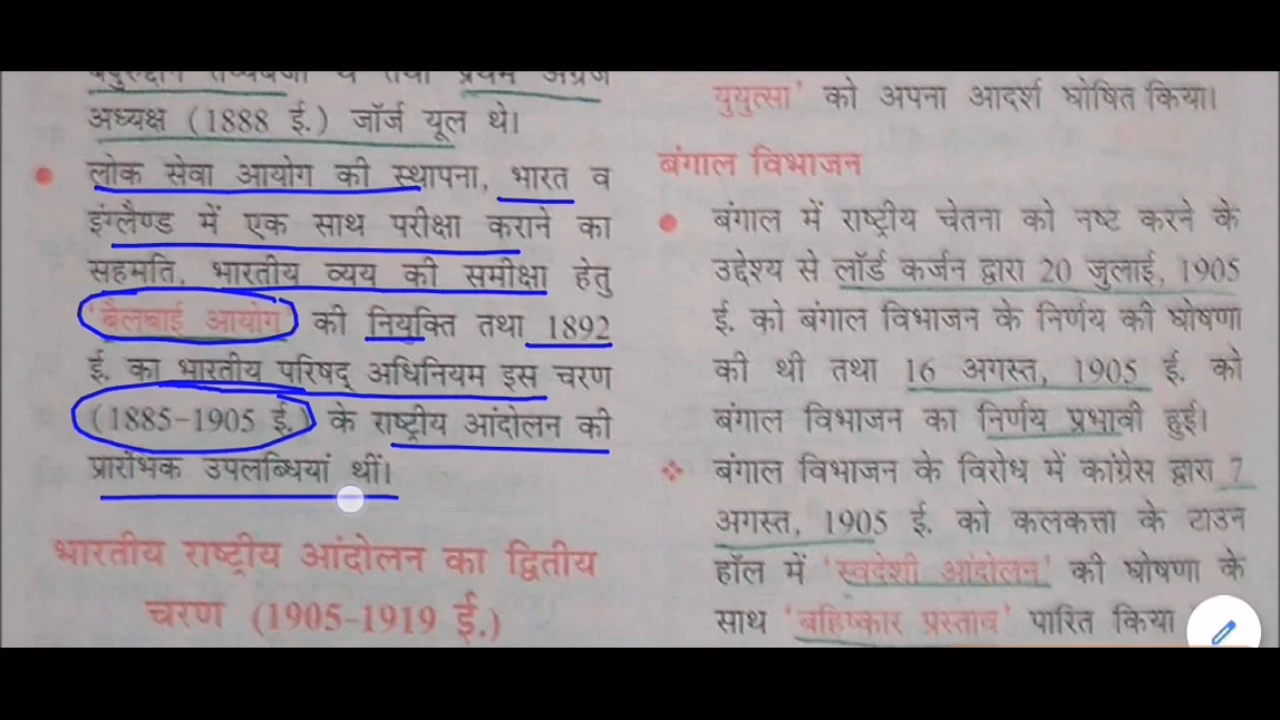 अध्यक्ष (1888 ई.) जॉर्ज यूल थे।
लोक सेवा आयोग की स्थापना, भारत व
इंग्लैण्ड में एक साथ परीक्षा कराने का
सहमति, भारतीय व्यय की समीक्षा हेतु
'बैलबाई आयोग' की नियुक्ति तथा 1892
ई. का भारतीय परिषद् अधिनियम इस चरण
(1885-1905 ई.) के राष्ट्रीय आंदोलन की
प्रारंभिक उपलब्धियां थीं।
भारतीय राष्ट्रीय आंदोलन का द्वितीय
चरण (1905-1919 ई.)
युयुत्सा' को अपना आदर्श घोषित किया।
बंगाल विभाजन
बंगाल में राष्ट्रीय चेतना को नष्ट करने के
उद्देश्य से लॉर्ड कर्जन द्वारा 20 जुलाई, 1905
ई. को बंगाल विभाजन के निर्णय की घोषणा
की थी तथा 16 अगस्त, 1905 ई. को
बंगाल विभाजन का निर्णय प्रभावी हुई।
बंगाल विभाजन के विरोध में कांग्रेस द्वारा 7
अगस्त, 1905 ई. को कलकत्ता के टाउन
हॉल में 'स्वदेशी आंदोलन' की घोषणा के
साथ 'बहिष्कार प्रस्ताव' पारित किया